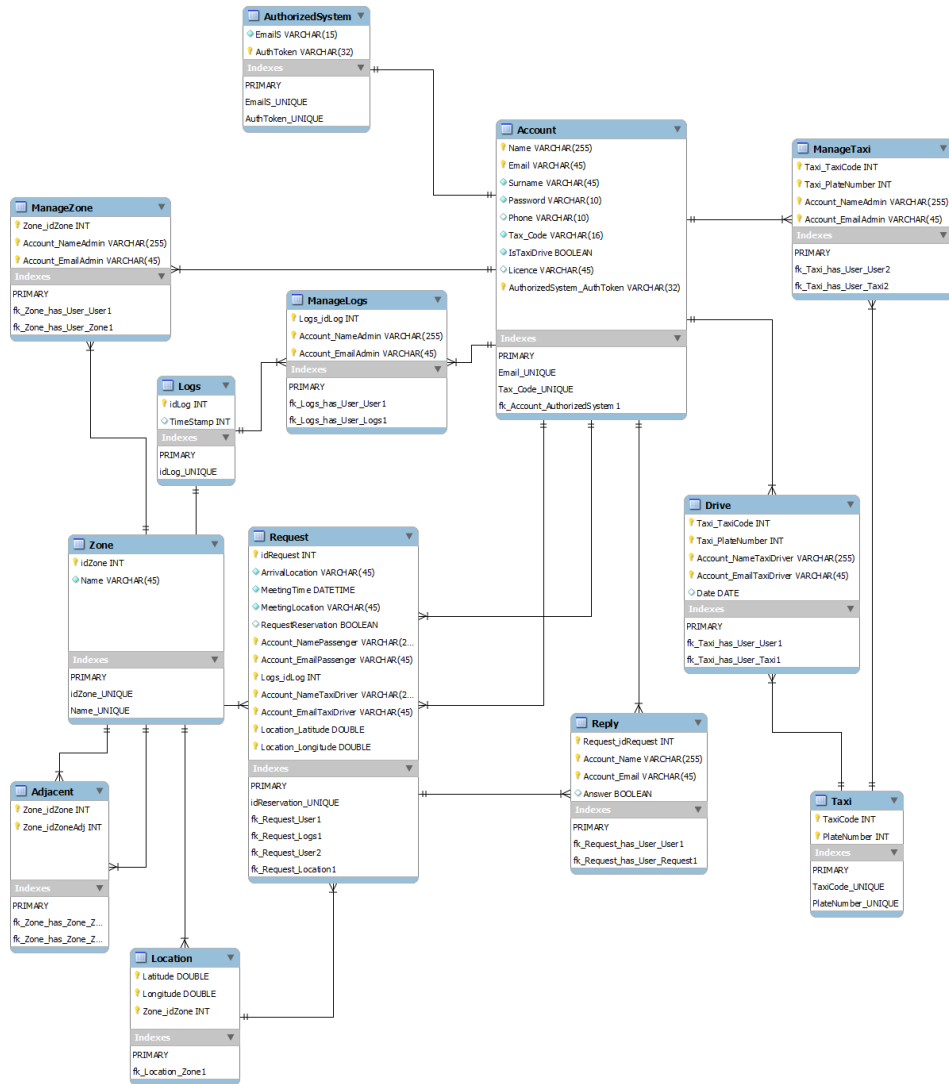 AuthorizedSystem
EmailS VARCHAR(15)
AuthToken VARCHAR(32)
Indexes
PRIMARY
EmailS_UNIQUE
AuthToken_UNIQUE
Account
Name VARCHAR(255)
Email VARCHAR(45)
Surname VARCHAR(45)
Password VARCHAR(10)
Phone VARCHAR(10)
Tax_Code VARCHAR(16)
IsTaxiDrive BOOLEAN
Licence VARCHAR(45)
AuthorizedSystem_AuthToken VARCHAR(32)
Indexes
PRIMARY
Email_UNIQUE
Tax_Code_UNIQUE
fk_Account_AuthorizedSystem1
ManageTaxi
Taxi_TaxiCode INT
Taxi_PlateNumber INT
Account_NameAdmin VARCHAR(255)
Account_EmailAdmin VARCHAR(45)
Indexes
PRIMARY
fk_Taxi_has_User_User2
fk_Taxi_has_User_Taxi2
ManageZone
Zone_idZone INT
Account_NameAdmin VARCHAR(255)
Account_EmailAdmin VARCHAR(45)
Indexes
PRIMARY
fk_Zone_has_User_User1
fk_Zone_has_User_Zone1
ManageLogs
Logs_idLog INT
Account_NameAdmin VARCHAR(255)
Account_EmailAdmin VARCHAR(45)
Indexes
PRIMARY
fk_Logs_has_User_User1
fk_Logs_has_User_Logs1
Logs
idLog INT
TimeStamp INT
Indexes
PRIMARY
idLog_UNIQUE
Drive
Taxi_TaxiCode INT
Taxi_PlateNumber INT
Account_NameTaxiDriver VARCHAR(255)
Account_EmailTaxiDriver VARCHAR(45)
Date DATE
Indexes
PRIMARY
fk_Taxi_has_User_User1
fk_Taxi_has_User_Taxi1
Zone
idZone INT
Name VARCHAR(45)
Indexes
PRIMARY
idZone_UNIQUE
Name_UNIQUE
Request
idRequest INT
ArrivalLocation VARCHAR(45)
MeetingTime DATETIME
MeetingLocation VARCHAR(45)
RequestReservation BOOLEAN
Account_NamePassenger VARCHAR(2...
Account_EmailPassenger VARCHAR(45)
Logs_idLog INT
Account_NameTaxiDriver VARCHAR(2...
Account_EmailTaxiDriver VARCHAR(45)
Location_Latitude DOUBLE
Location_Longitude DOUBLE
Indexes
PRIMARY
idReservation_UNIQUE
fk_Request_User1
fk_Request_Logs1
fk_Request_User2
fk_Request_Location1
Reply
Request_idRequest INT
Account_Name VARCHAR(255)
Account_Email VARCHAR(45)
Answer BOOLEAN
Indexes
PRIMARY
fk_Request_has_User_User1
fk_Request_has_User_Request1
Adjacent
Zone_idZone INT
Zone_idZoneAdj INT
Indexes
PRIMARY
fk_Zone_has_Zone_Z...
fk_Zone_has_Zone_Z...
Taxi
TaxiCode INT
PlateNumber INT
Indexes
PRIMARY
TaxiCode_UNIQUE
PlateNumber_UNIQUE
Location
Latitude DOUBLE
Longitude DOUBLE
Zone_idZone INT
Indexes
PRIMARY
fk_Location_Zone1